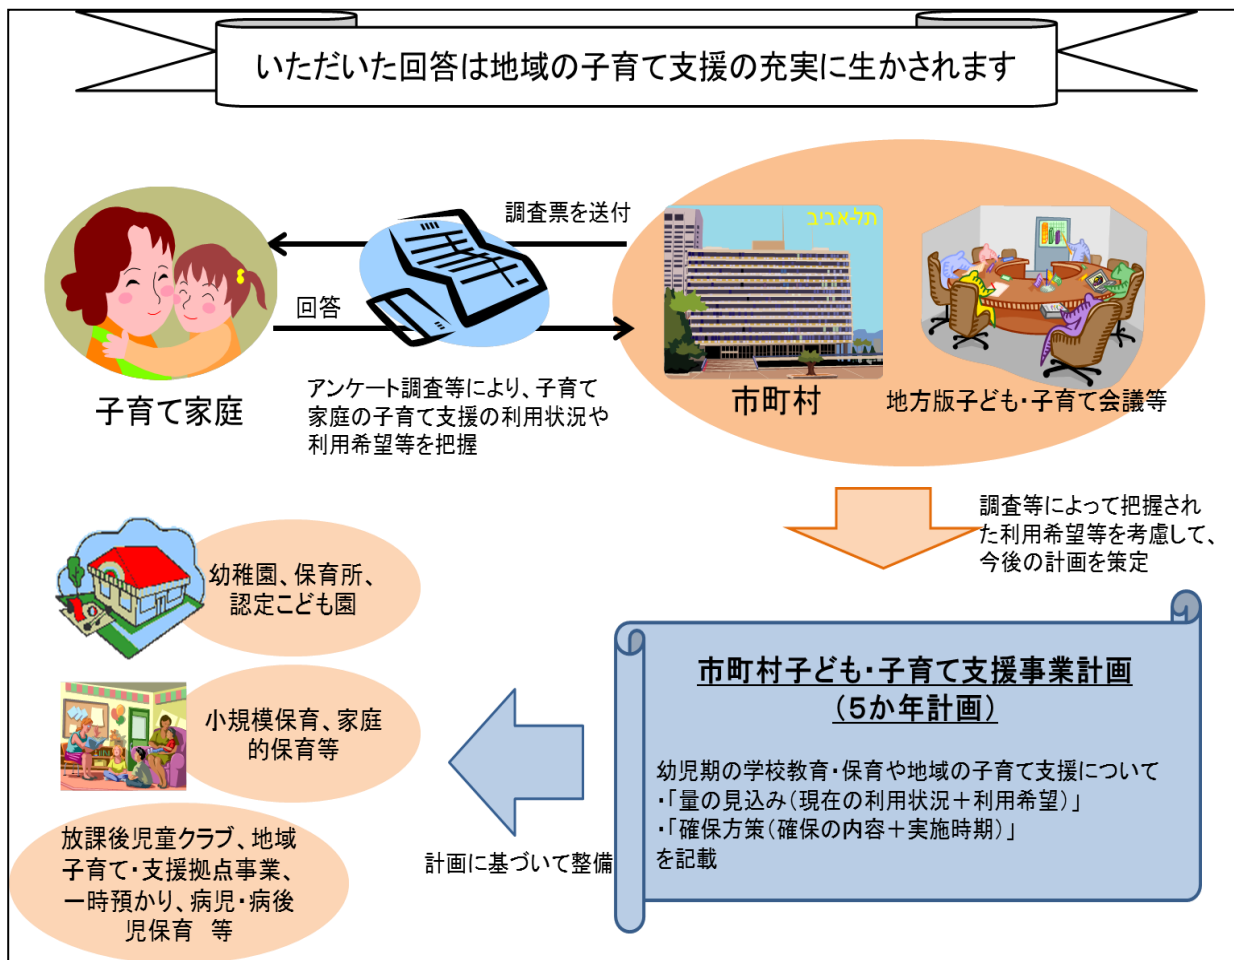 いただいた回答は地域の子育て支援の充実に生かされます
調査票を送付
回答
תל-אביב
子育て家庭
アンケート調査等により、子育て
家庭の子育て支援の利用状況や
利用希望等を把握
市町村
地方版子ども・子育て会議等
調査等によって把握され
た利用希望等を考慮して、
今後の計画を策定
幼稚園、保育所、
認定こども園
小規模保育、家庭
的保育等
放課後児童クラブ、地域
子育て・支援拠点事業、
一時預かり、病児・病後
児保育　等
計画に基づいて整備
市町村子ども・子育て支援事業計画
（５か年計画）
幼児期の学校教育・保育や地域の子育て支援について
・「量の見込み（現在の利用状況＋利用希望）」
・「確保方策（確保の内容＋実施時期）」
を記載